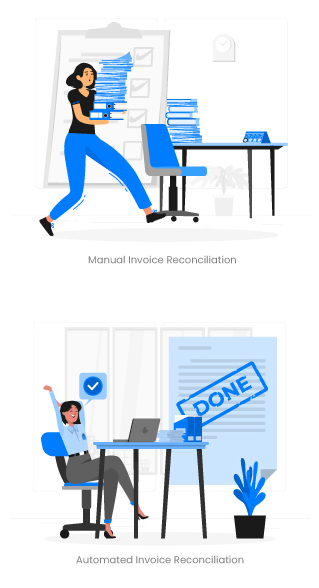 Manual Invoice Reconciliation
DONE
Automated Invoice Reconciliation